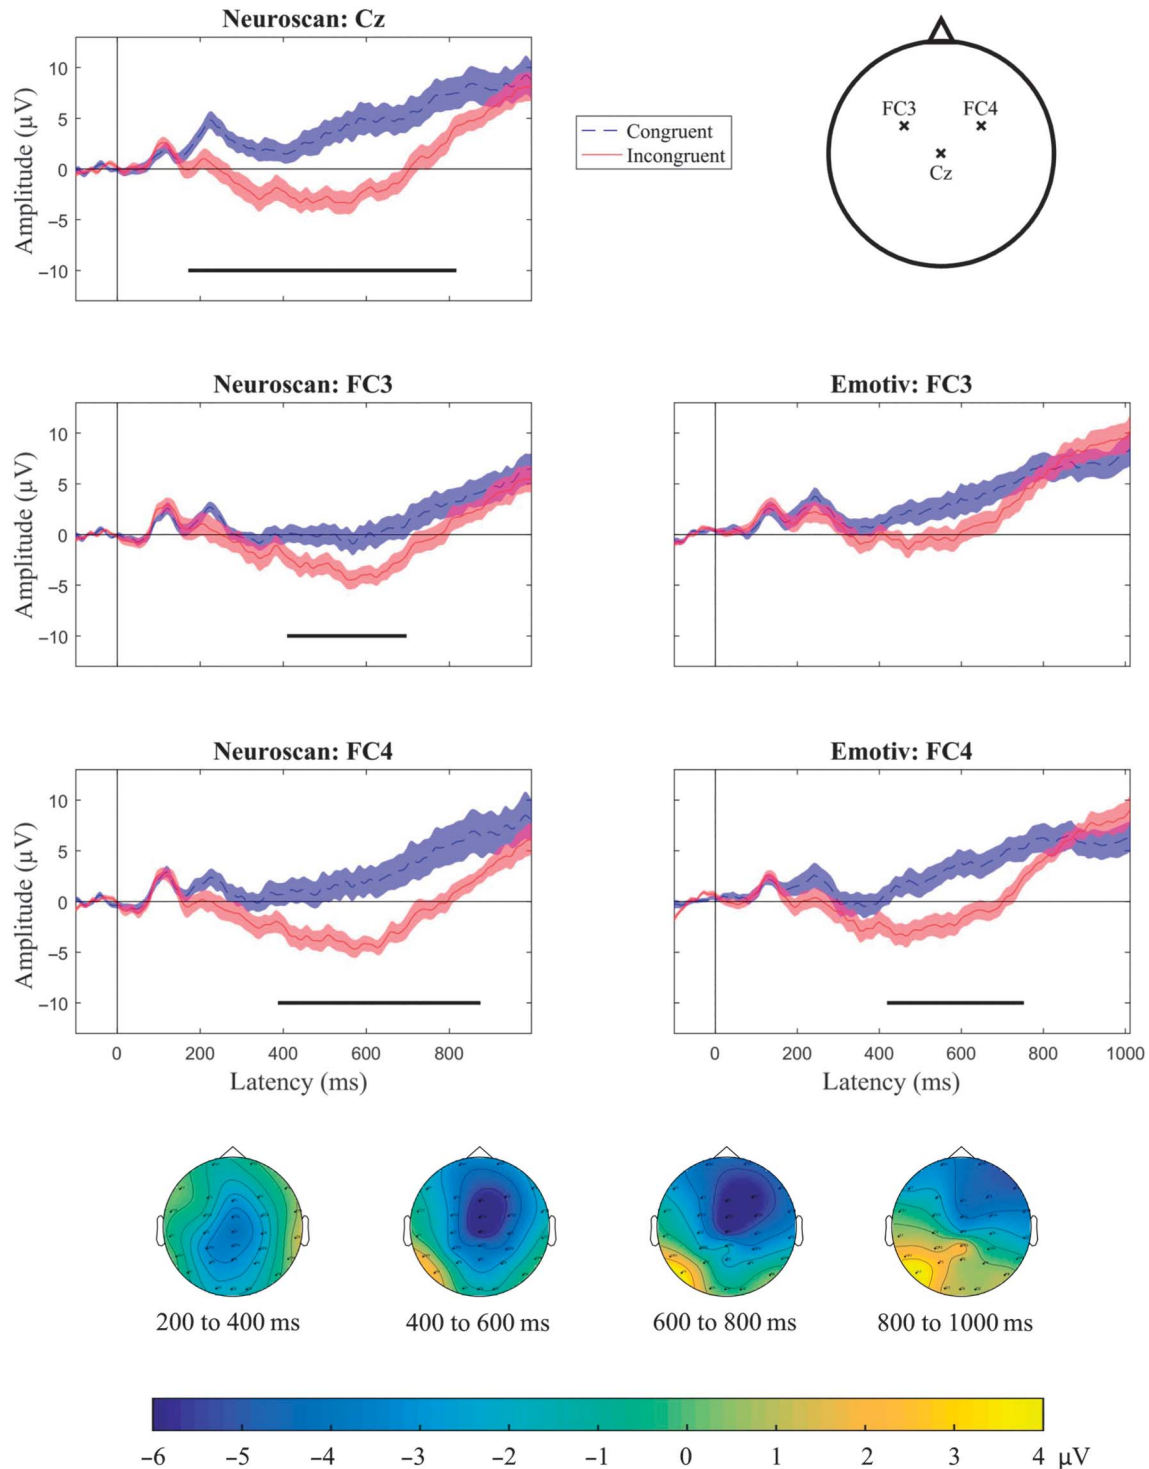 Neuroscan: Cz
Amplitude (μV)
10
5
0
−5
−10
Congruent
Incongruent
FC3 FC4
Cz
Neuroscan: FC3
Amplitude (μV)
10
5
0
−5
−10
Emotiv: FC3
Neuroscan: FC4
Amplitude (μV)
10
5
0
−5
−10
0 200 400 600 800
Latency (ms)
Emotiv: FC4
0 200 400 600 800 1000
Latency (ms)
200 to 400 ms 400 to 600 ms 600 to 800 ms 800 to 1000 ms
−6 −5 −4 −3 −2 −1 0 1 2 3 4 μV